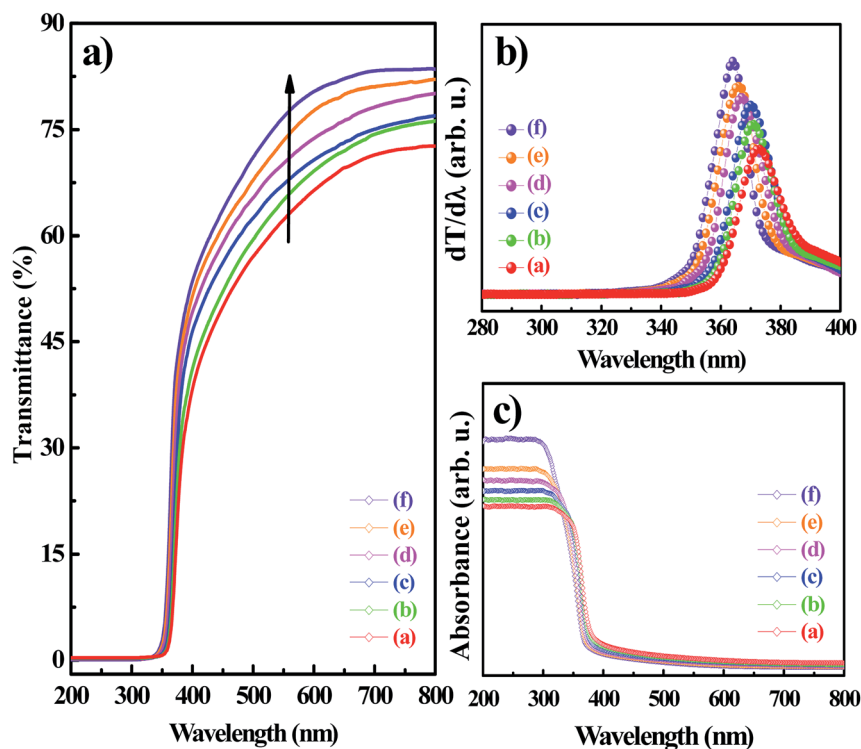 a)
90
75
60
45
30
15
0
Transmittance (%)
(f)
(e)
(d)
(c)
(b)
(a)
200 300 400 500 600 700 800
Wavelength (nm)
b)
dT/dλ (arb. u.)
(f)
(e)
(d)
(c)
(b)
(a)
280 300 320 340 360 380 400
Wavelength (nm)
c)
Absorbance (arb. u.)
(f)
(e)
(d)
(c)
(b)
(a)
200 300 400 500 600 700 800
Wavelength (nm)